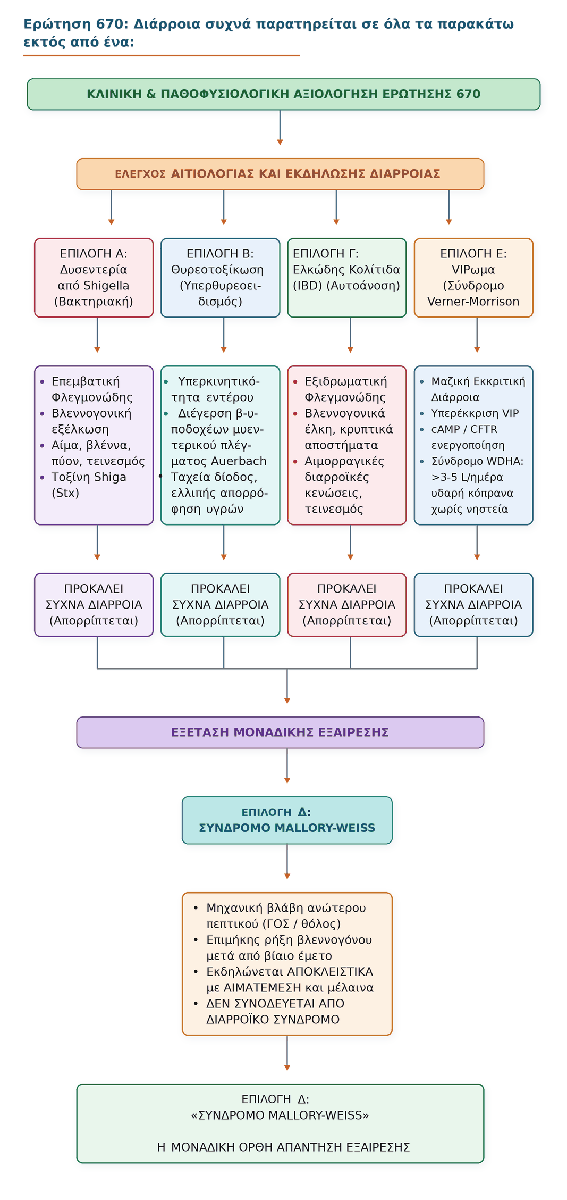 Ερώτηση 670: Διάρροια συχνά παρατηρείται σε όλα τα παρακάτω
εκτός από ένα:
ΚΛΙΝΙΚΗ & ΠΑΘΟΦΥΣΙΟΛΟΓΙΚΗ ΑΞΙΟΛΟΓΗΣΗ ΕΡΩΤΗΣΗΣ 670
ΕΛΕΓΧΟΣ ΑΙΤΙΟΛΟΓΙΑΣ ΚΑΙ ΕΚΔΗΛΩΣΗΣ ΔΙΑΡΡΟΙΑΣ
ΕΠΙΛΟΓΗ Α:
Δυσεντερία
από Shigella
(Βακτηριακή)
ΕΠΙΛΟΓΗ Β:
Θυρεοτοξίκωση
(Υπερθυρεοει-
δισμός)
ΕΠΙΛΟΓΗ Γ:
Ελκώδης Κολίτιδα
(IBD) (Αυτοάνοση)
ΕΠΙΛΟΓΗ Ε:
VIPωμα
(Σύνδρομο
Verner-Morrison
• Επεμβατική
Φλεγμονώδης
• Βλεννογονική
εξέλκωση
• Αίμα, βλέννα,
πύον, τεινεσμός
• Τοξίνη Shiga
(Stx)
• Υπερκινητικό-
τητα εντέρου
• Διέγερση β-υ-
ποδοχέων μυεν-
τερικού πλέγ-
ματος Auerbach
• Ταχεία δίοδος,
ελλιπής απορρό-
φηση υγρών
• Εξιδρωματική
Φλεγμονώδης
• Βλεννογονικά
έλκη, κρυπτικά
αποστήματα
• Αιμορραγικές
διαρροϊκές
κενώσεις,
τεινεσμός
• Μαζική Εκκριτική
Διάρροια
• Υπερέκκριση VIP
• cAMP / CFTR
ενεργοποίηση
• Σύνδρομο WDHA:
>3-5 L/ημέρα
υδαρή κόπρανα
χωρίς νηστεία
ΠΡΟΚΑΛΕΙ
ΣΥΧΝΑ ΔΙΑΡΡΟΙΑ
(Απορρίπτεται)
ΠΡΟΚΑΛΕΙ
ΣΥΧΝΑ ΔΙΑΡΡΟΙΑ
(Απορρίπτεται)
ΠΡΟΚΑΛΕΙ
ΣΥΧΝΑ ΔΙΑΡΡΟΙΑ
(Απορρίπτεται)
ΠΡΟΚΑΛΕΙ
ΣΥΧΝΑ ΔΙΑΡΡΟΙΑ
(Απορρίπτεται)
ΕΞΕΤΑΣΗ ΜΟΝΑΔΙΚΗΣ ΕΞΑΙΡΕΣΗΣ
ΕΠΙΛΟΓΗ Δ:
ΣΥΝΔΡΟΜΟ MALLORY-WEISS
• Μηχανική βλάβη ανώτερου
πεπτικού (ΓΟΣ / θόλος)
• Επιμήκης ρήξη βλεννογόνου
μετά από βίαιο έμετο
• Εκδηλώνεται ΑΠΟΚΛΕΙΣΤΙΚΑ
με ΑΙΜΑΤΕΜΕΣΗ και μέλαινα
• ΔΕΝ ΣΥΝΟΔΕΥΕΤΑΙ ΑΠΟ
ΔΙΑΡΡΟΪΚΟ ΣΥΝΔΡΟΜΟ
ΕΠΙΛΟΓΗ Δ:
«ΣΥΝΔΡΟΜΟ MALLORY-WEISS»
Η ΜΟΝΑΔΙΚΗ ΟΡΘΗ ΑΠΑΝΤΗΣΗ ΕΞΑΙΡΕΣΗΣ